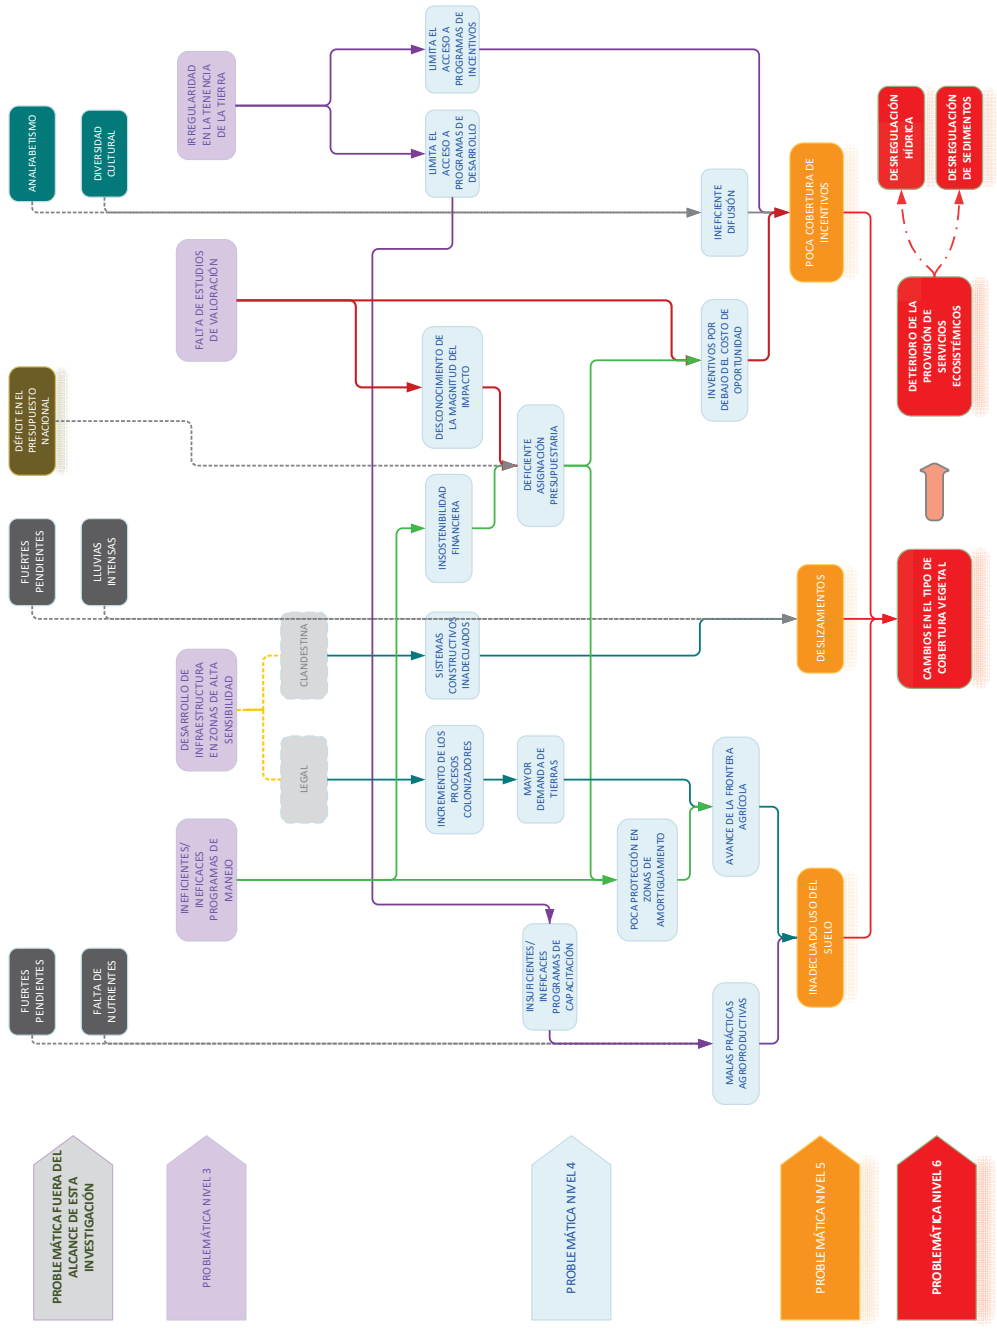 PROBLEMÁTICA FUERA DEL
ALCANCE DE ESTA
INVESTIGACIÓN
FUERTES
PENDIENTES
FUERTES
PENDIENTES
DÉFICIT EN EL
PRESUPUESTO
NACIONAL
ANALFABETISMO
FALTA DE
NUTRIENTES
LLUVIAS
INTENSAS
DIVERSIDAD
CULTURAL
PROBLEMÁTICA NIVEL 3
INEFICIENTES/
INEFICACES
PROGRAMAS DE
MANEJO
DESARROLLO DE
INFRAESTRUCTURA
EN ZONAS DE ALTA
SENSIBILIDAD
FALTA DE ESTUDIOS
DE VALORACIÓN
IRREGULARIDAD
EN LA TENENCIA
DE LA TIERRA
LEGAL
CLANDESTINA
PROBLEMÁTICA NIVEL 4
INCREMENTO DE LOS
PROCESOS
COLONIZADORES
SISTEMAS
CONSTRUCTIVOS
INADECUADOS
INSOSTENIBILIDAD
FINANCIERA
DESCONOCIMIENTO DE
LA MAGNITUD DEL
IMPACTO
LIMITA EL
ACCESO A
PROGRAMAS DE
DESARROLLO
LIMITA EL
ACCESO A
PROGRAMAS DE
INCENTIVOS
INSUFICIENTES/
INEFICACES
PROGRAMAS DE
CAPACITACIÓN
MAYOR
DEMANDA DE
TIERRAS
DEFICIENTE
ASIGNACIÓN
PRESUPUESTARIA
POCA PROTECCIÓN EN
ZONAS DE
AMORTIGUAMIENTO
MALAS PRÁCTICAS
AGROPRODUCTIVAS
AVANCE DE LA FRONTERA
AGRÍCOLA
INVENTIVOS POR
DEBAJO DEL COSTO DE
OPORTUNIDAD
INEFICIENTE
DIFUSIÓN
PROBLEMÁTICA NIVEL 5
INADECUADO USO DEL
SUELO
DESLIZAMIENTOS
POCA COBERTURA DE
INCENTIVOS
PROBLEMÁTICA NIVEL 6
CAMBIOS EN EL TIPO DE
COBERTURA VEGETAL
DETERIORO DE LA
PROVISIÓN DE
SERVICIOS
ECOSISTÉMICOS
DESREGULACIÓN
HÍDRICA
DESREGULACIÓN
DE SEDIMENTOS